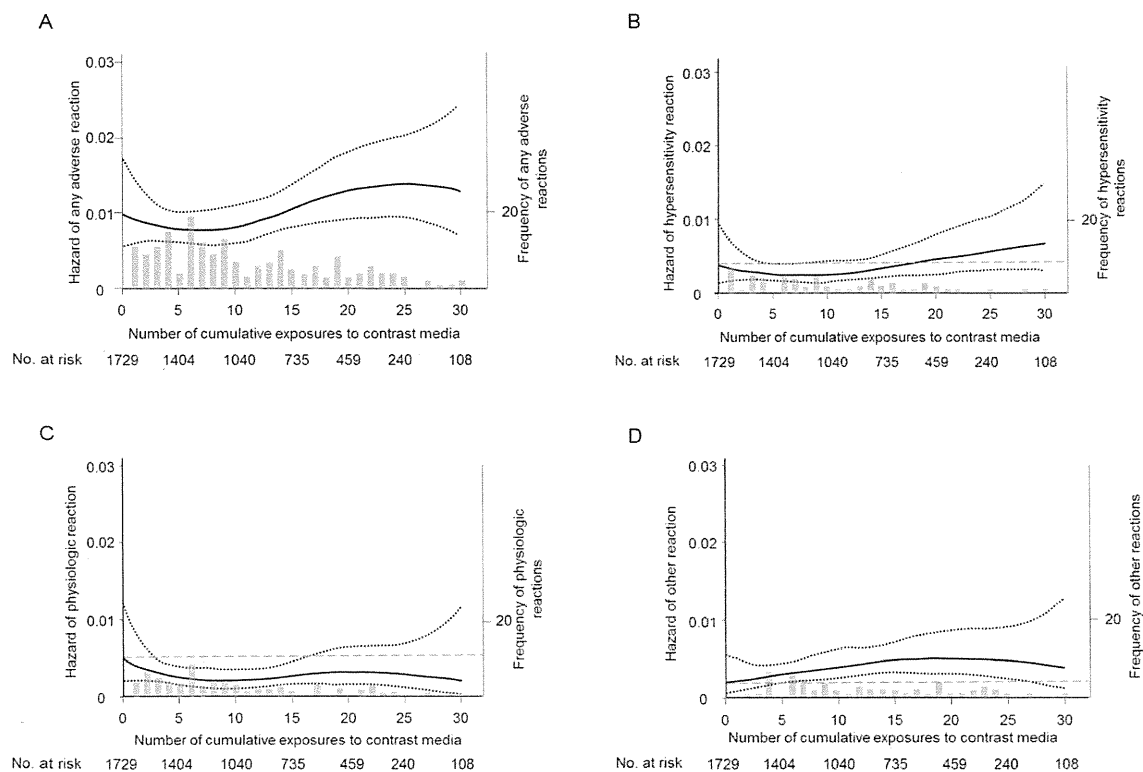 A
Hazard of any adverse reaction
0.03
0.02
0.01
0
20
Frequency of any adverse
reactions
0 5 10 15 20 25 30
Number of cumulative exposures to contrast media
No. at risk 1729 1404 1040 735 459 240 108
B
Hazard of hypersensitivity reaction
0.03
0.02
0.01
0
20
Frequency of hypersensitivity
reactions
0 5 10 15 20 25 30
Number of cumulative exposures to contrast media
No. at risk 1729 1404 1040 735 459 240 108
C
Hazard of physiologic reaction
0.03
0.02
0.01
0
20
Frequency of physiologic
reactions
0 5 10 15 20 25 30
Number of cumulative exposures to contrast media
No. at risk 1729 1404 1040 735 459 240 108
D
Hazard of other reaction
0.03
0.02
0.01
0
20
Frequency of other reactions
0 5 10 15 20 25 30
Number of cumulative exposures to contrast media
No. at risk 1729 1404 1040 735 459 240 108